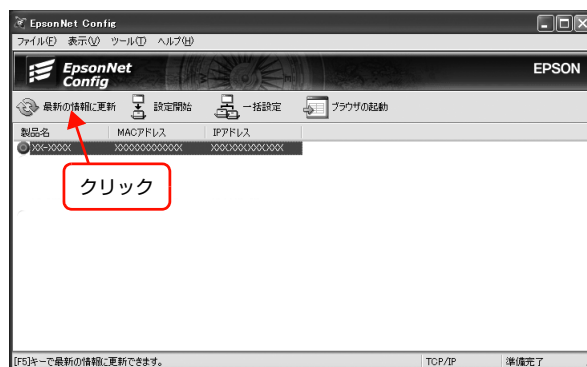 EpsonNet Config
ファイル(F) 表示(V) ツール(T) ヘルプ(H)
EpsonNet
Config
EPSON
最新の情報に更新 設定開始 一括設定 ブラウザの起動
製品名 MACアドレス IPアドレス
XX-XXXX XXXXXXXXXXXX XXX.XXX.XXX.XXX
クリック
[F5]キーで最新の情報に更新できます。 TCP/IP 準備完了